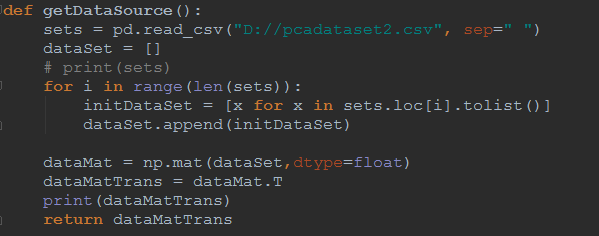 def getDataSource():
    sets = pd.read_csv("D://pcadataset2.csv", sep=" ")
    dataSet = []
    # print(sets)
    for i in range(len(sets)):
        initDataSet = [x for x in sets.loc[i].tolist()]
        dataSet.append(initDataSet)

    dataMat = np.mat(dataSet,dtype=float)
    dataMatTrans = dataMat.T
    print(dataMatTrans)
    return dataMatTrans